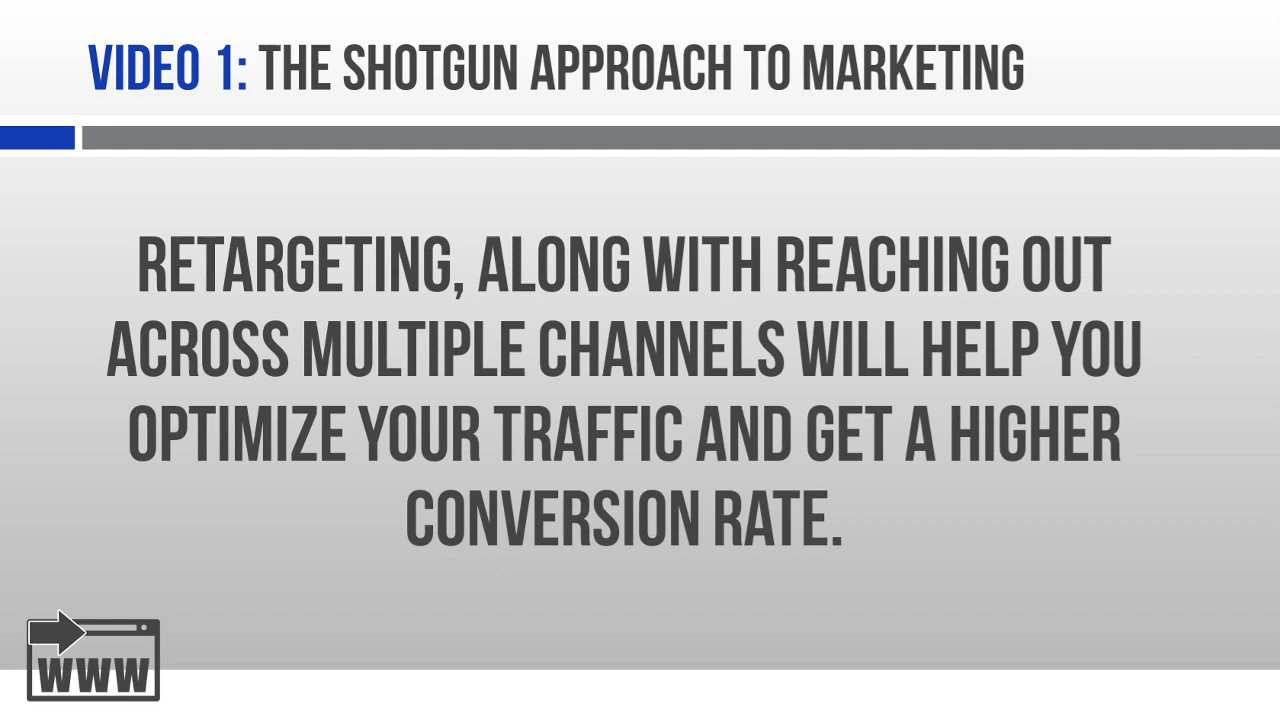 VIDEO 1: THE SHOTGUN APPROACH TO MARKETING
RETARGETING, ALONG WITH REACHING OUT
ACROSS MULTIPLE CHANNELS WILL HELP YOU
OPTIMIZE YOUR TRAFFIC AND GET A HIGHER
CONVERSION RATE.
WWW